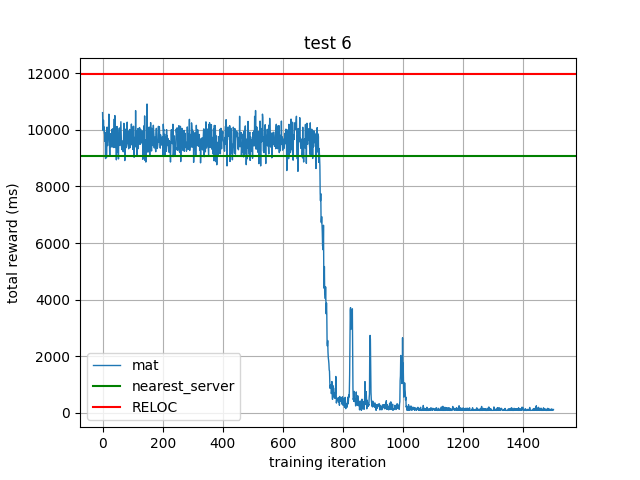 test 6
total reward (ms)
12000
10000
8000
6000
4000
2000
0
mat
nearest_server
RELOC
0 200 400 600 800 1000 1200 1400
training iteration